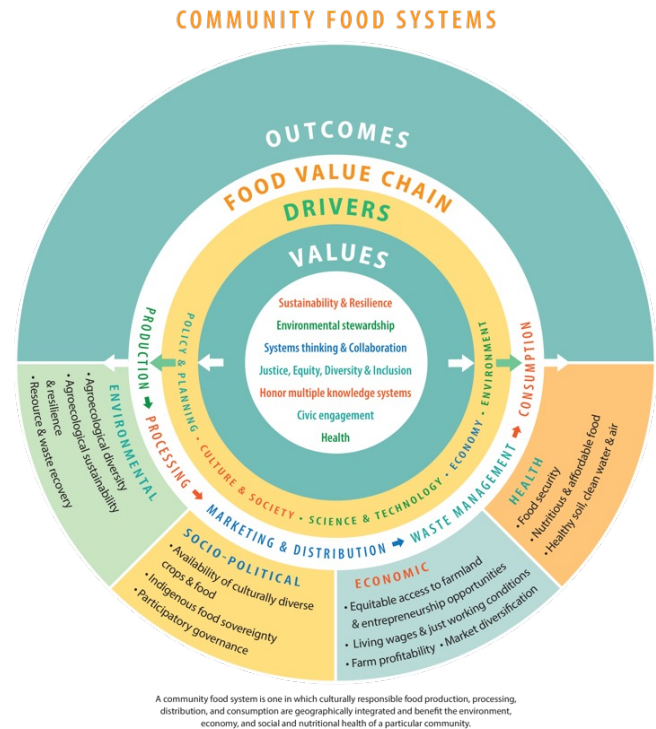 COMMUNITY FOOD SYSTEMS
OUTCOMES
FOOD VALUE CHAIN
DRIVERS
VALUES
Sustainability & Resilience
Environmental stewardship
Systems thinking & Collaboration
Justice, Equity, Diversity & Inclusion
Honor multiple knowledge systems
Civic engagement
Health
POLICY & PLANNING • CULTURE & SOCIETY • SCIENCE & TECHNOLOGY • ECONOMY • ENVIRONMENT
PRODUCTION ➡ PROCESSING ➡ MARKETING & DISTRIBUTION ➡ WASTE MANAGEMENT ➡ CONSUMPTION
ENVIRONMENTAL
• Agroecological diversity
• Agroecological sustainability
& resilience
• Resource & waste recovery
SOCIO-POLITICAL
• Availability of culturally diverse
crops & food
• Indigenous food sovereignty
• Participatory governance
ECONOMIC
• Equitable access to farmland
& entrepreneurship opportunities
• Living wages & just working conditions
• Farm profitability • Market diversification
HEALTH
• Food security
• Nutritious & affordable food
• Healthy soil, clean water & air
A community food system is one in which culturally responsible food production, processing,
distribution, and consumption are geographically integrated and benefit the environment,
economy, and social and nutritional health of a particular community.